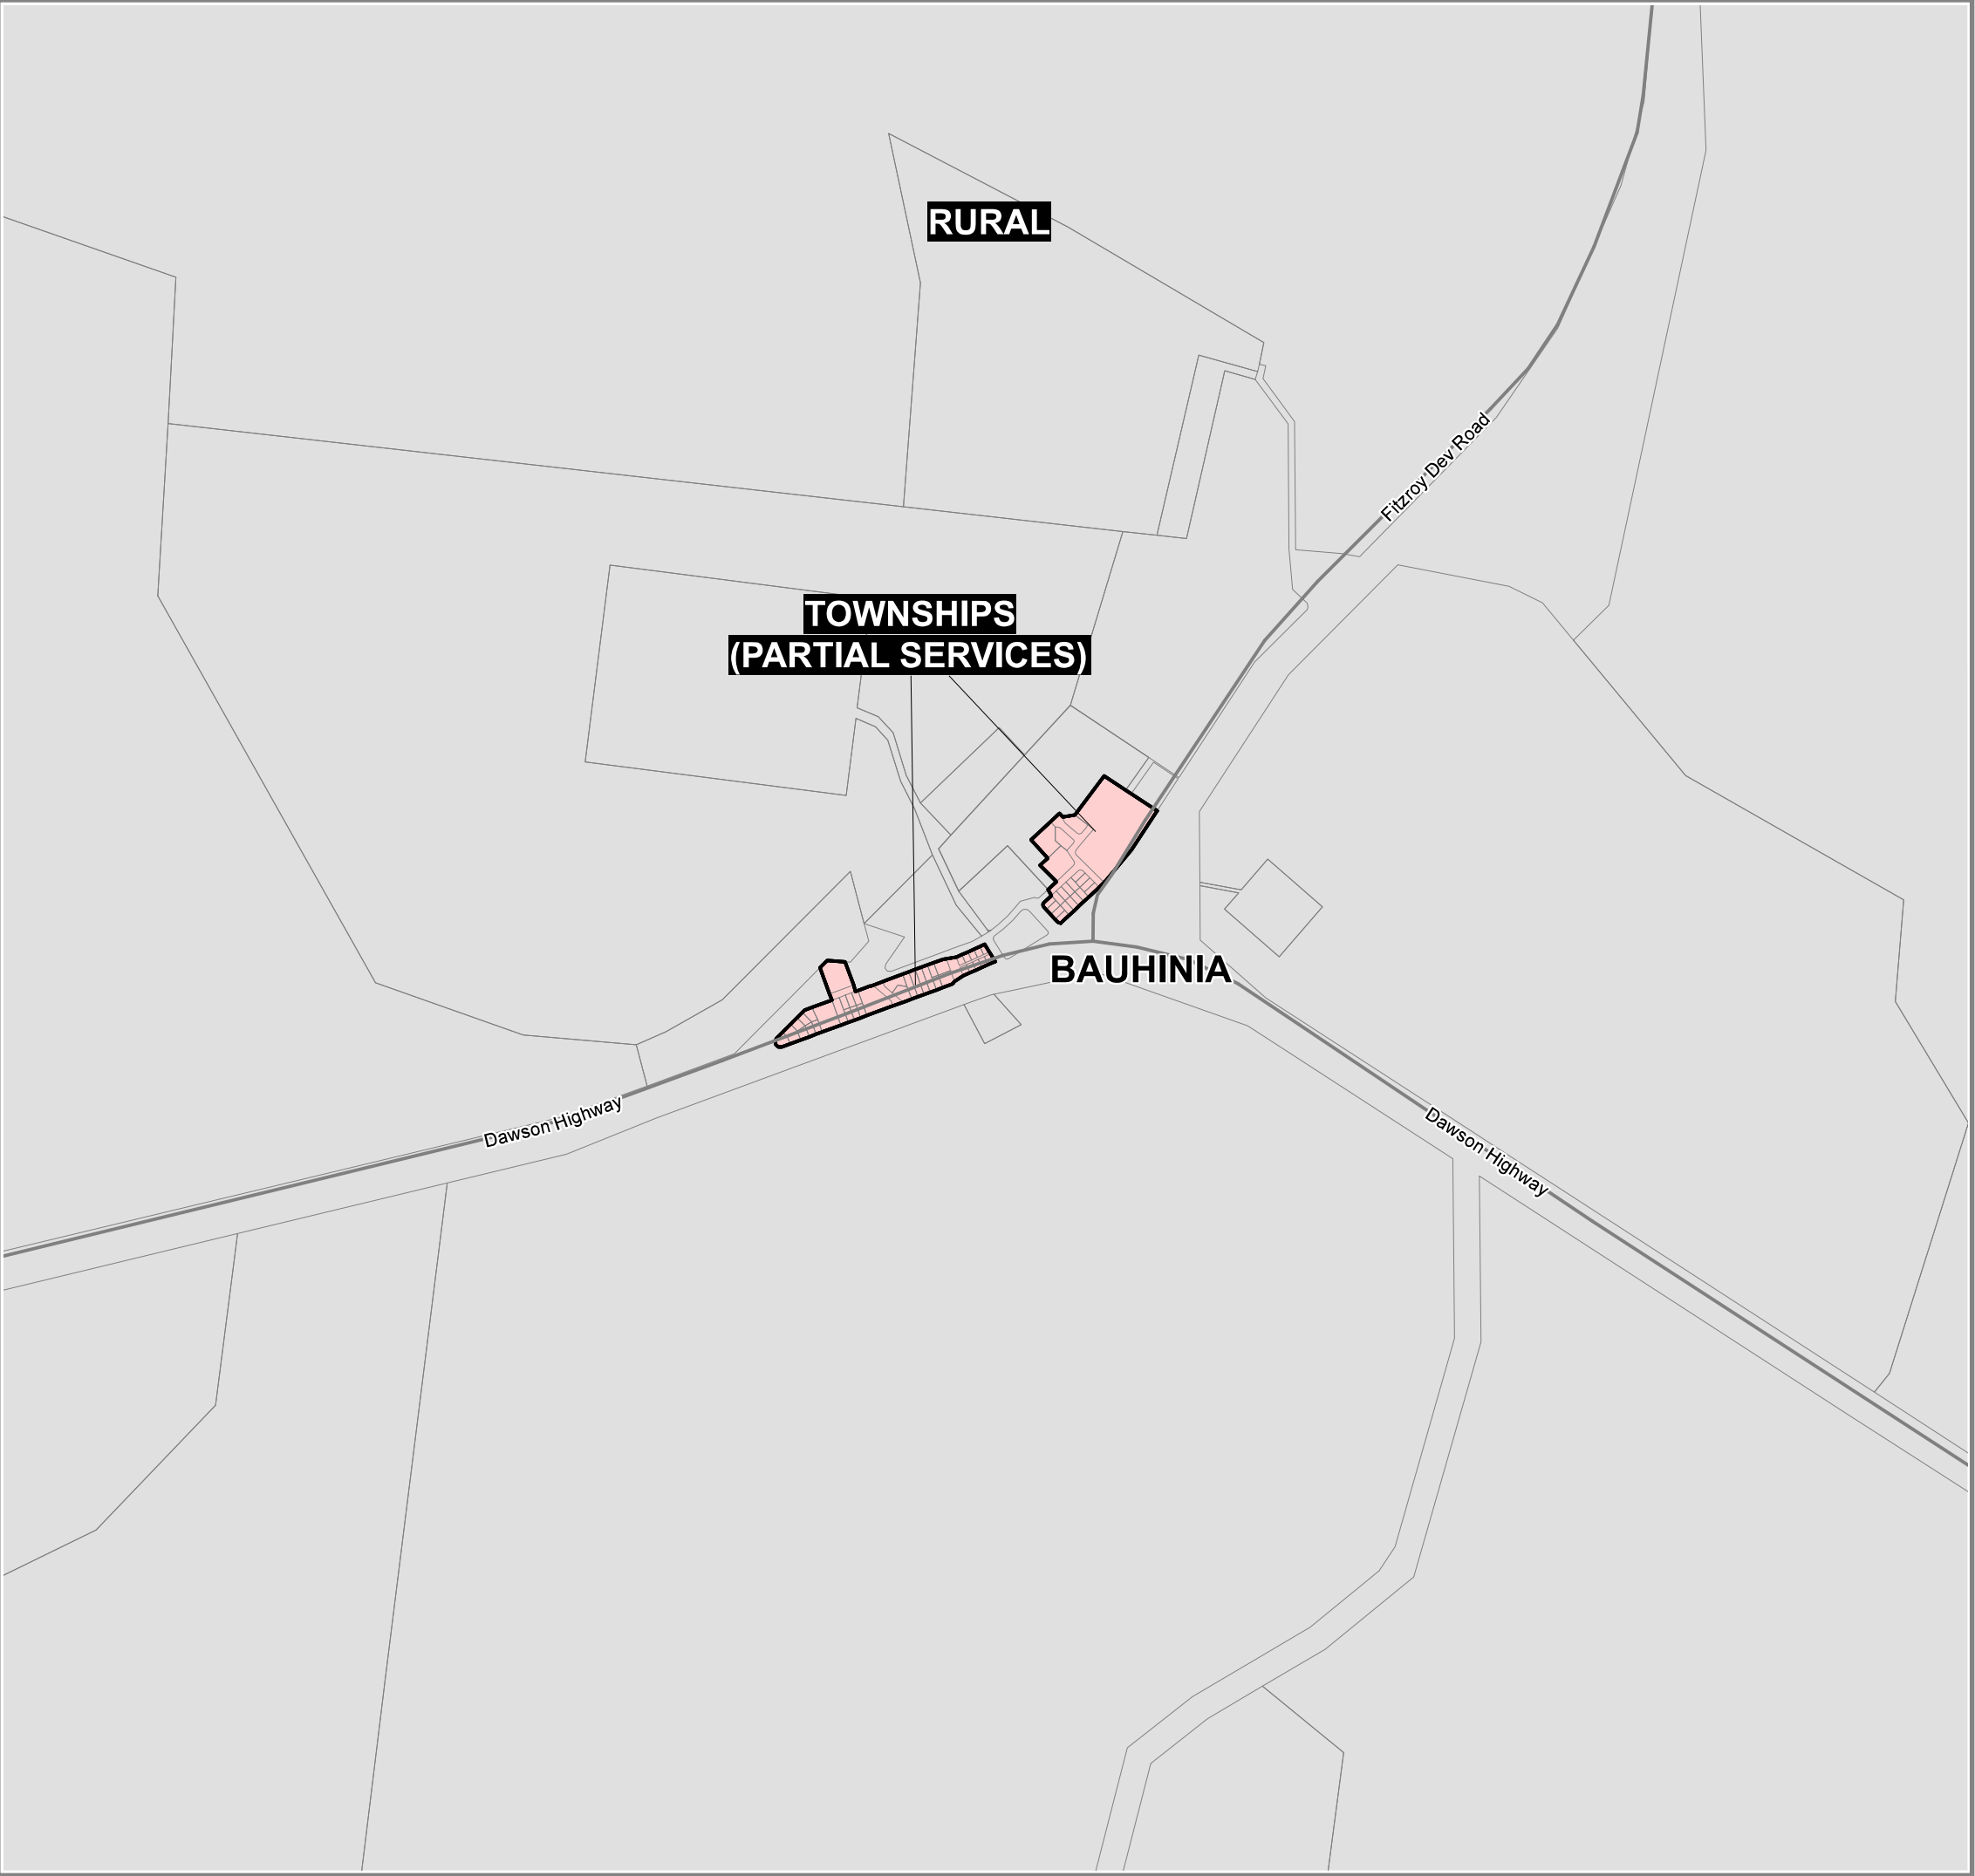 RURAL
Fitzroy Dev Road
TOWNSHIPS
(PARTIAL SERVICES)
BAUHINIA
Dawson Highway
Dawson Highway